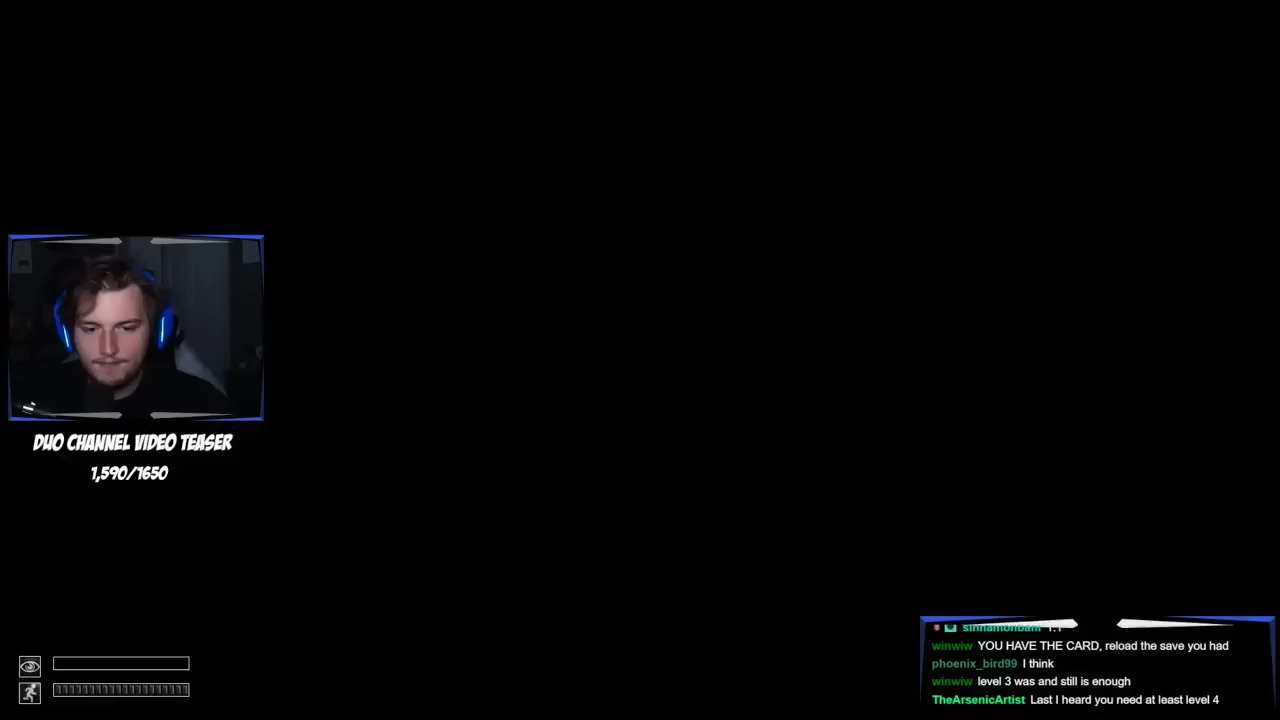 DUO CHANNEL VIDEO TEASER
1,590/1650
winwiw YOU HAVE THE CARD, reload the save you had
phoenix_bird99 I think
winwiw level 3 was and still is enough
TheArsenicArtist Last I heard you need at least level 4